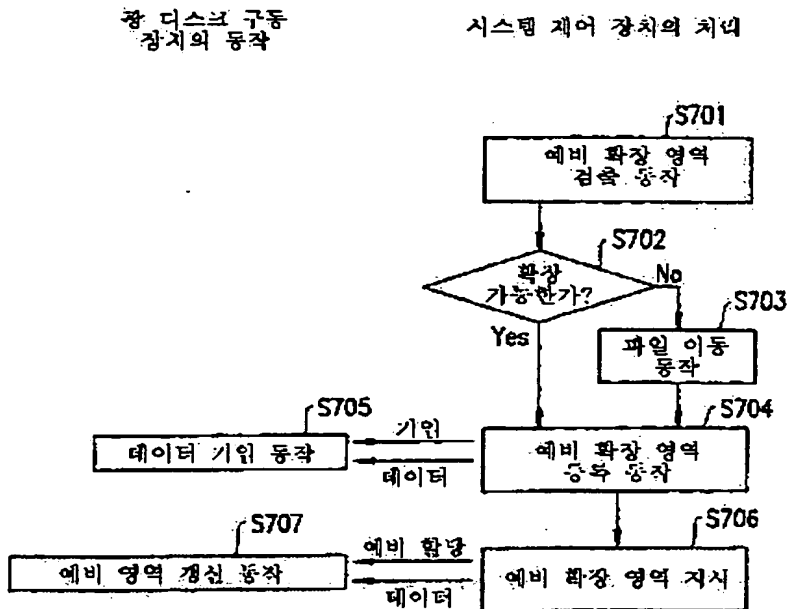 광 디스크 구동
장치의 동작
시스템 제어 장치의 처리
S701
예비 확장 영역
검출 동작
S702
확장
가능한가?
No
Yes
S703
파일 이동
동작
S705
데이터 기입 동작
기입
데이터
S704
예비 확장 영역
등록 동작
S707
예비 영역 갱신 동작
예비 할당
데이터
S706
예비 확장 영역 지시